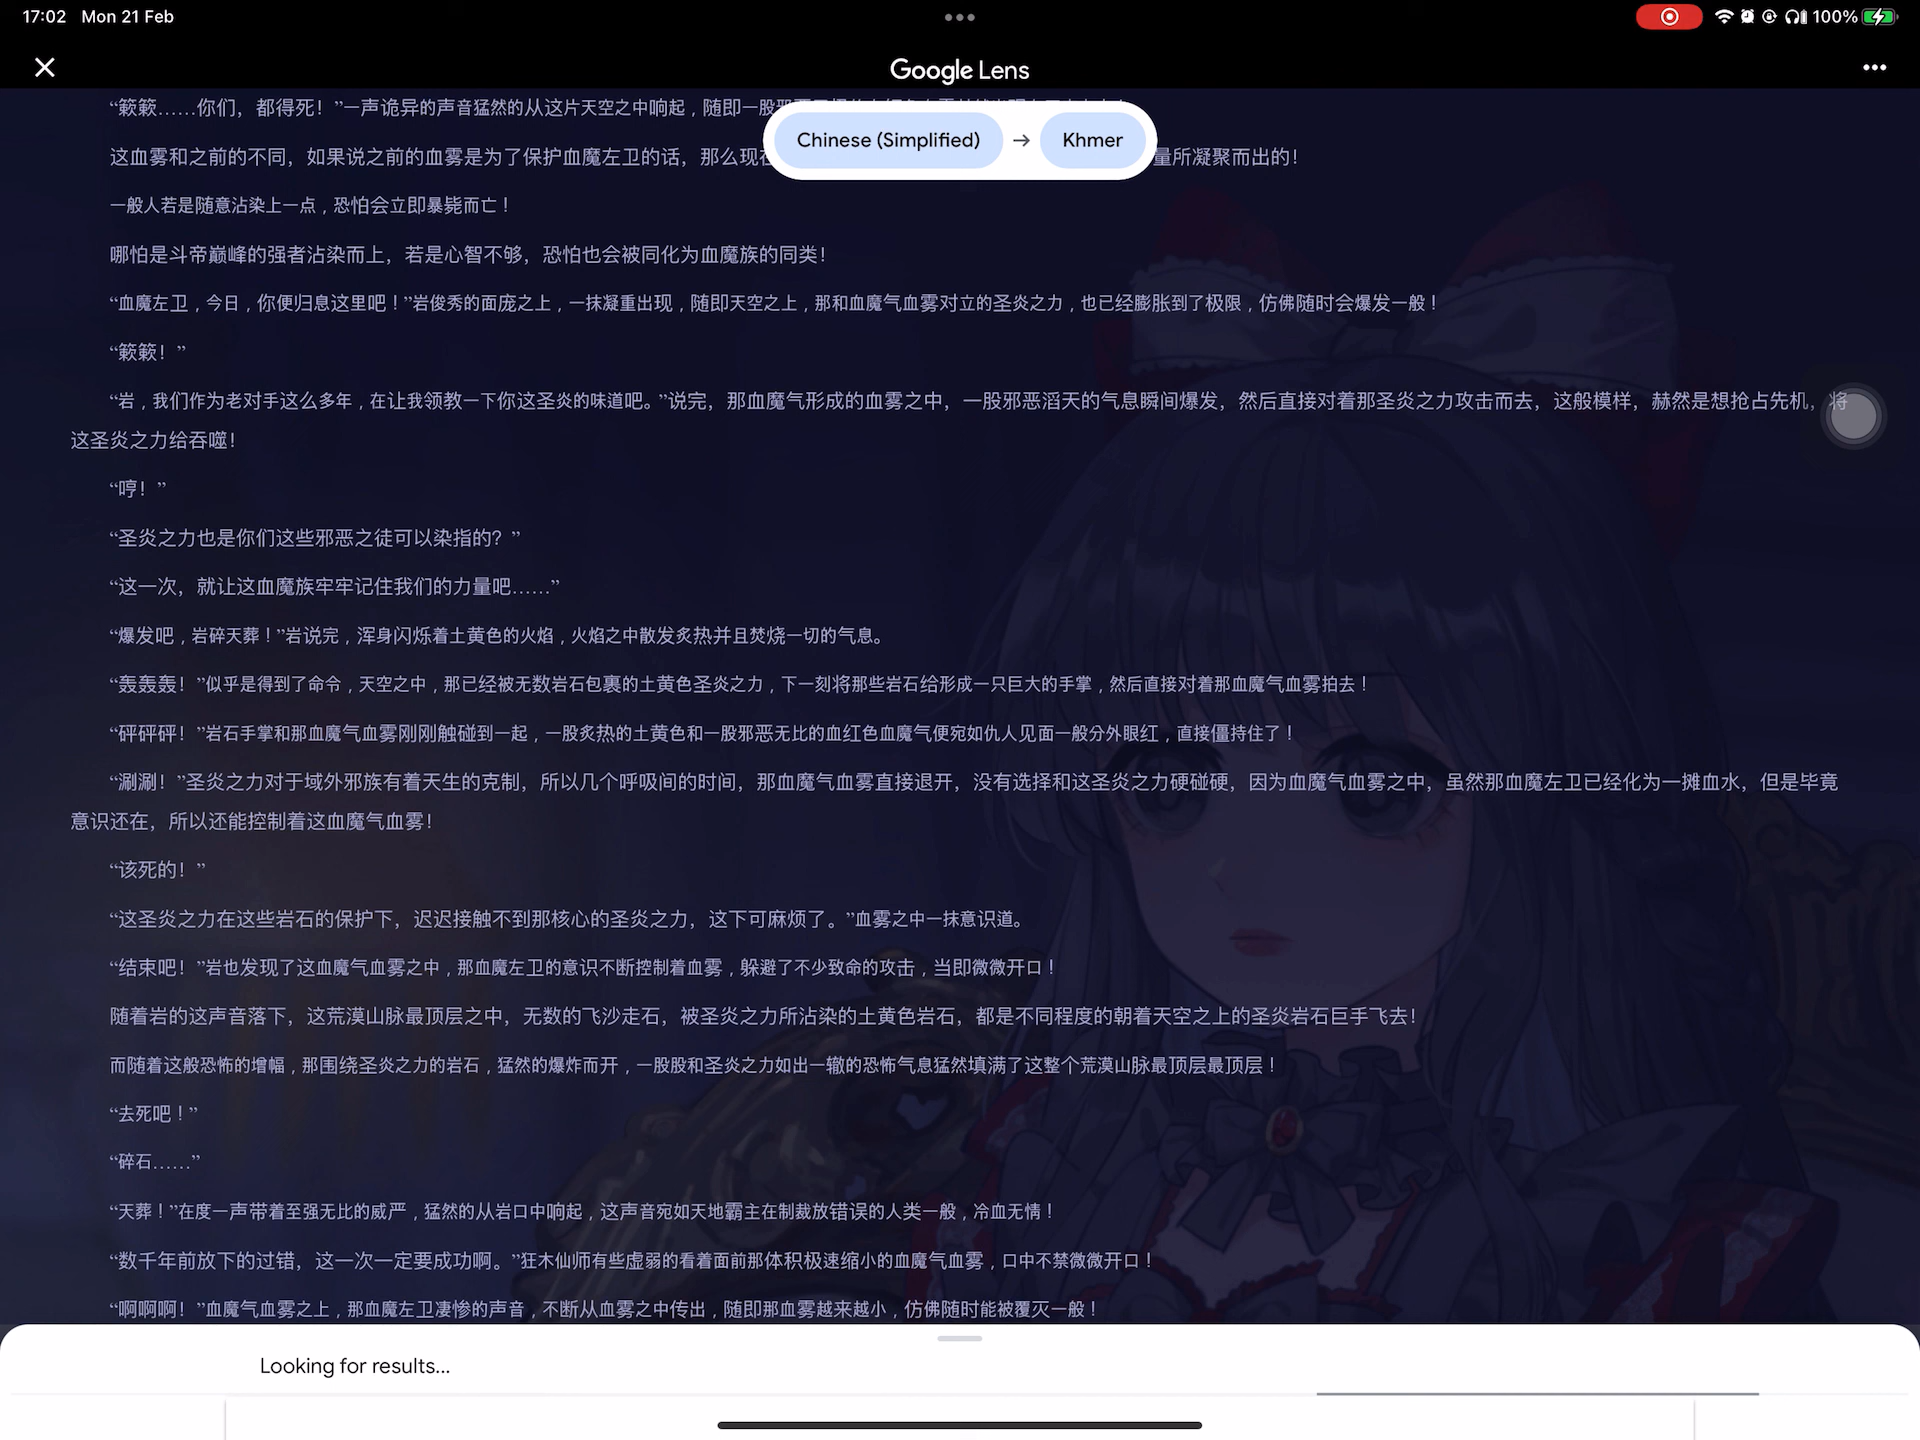 17:02 Mon 21 Feb
100%
Google Lens
“簌簌……你们，都得死！”一声诡异的声音猛然的从这片天空之中响起，随即一股
Chinese (Simplified) → Khmer
这血雾和之前的不同，如果说之前的血雾是为了保护血魔左卫的话，那么现在 量所凝聚而出的！
一般人若是随意沾染上一点，恐怕会立即暴毙而亡！
哪怕是斗帝巅峰的强者沾染而上，若是心智不够，恐怕也会被同化为血魔族的同类！
“血魔左卫，今日，你便归息这里吧！”岩俊秀的面庞之上，一抹凝重出现，随即天空之上，那和血魔气血雾对立的圣炎之力，也已经膨胀到了极限，仿佛随时会爆发一般！
“簌簌！”
“岩，我们作为老对手这么多年，在让我领教一下你这圣炎的味道吧。”说完，那血魔气形成的血雾之中，一股邪恶滔天的气息瞬间爆发，然后直接对着那圣炎之力攻击而去，这般模样，赫然是想抢占先机，将
这圣炎之力给吞噬！
“哼！”
“圣炎之力也是你们这些邪恶之徒可以染指的？”
“这一次，就让这血魔族牢牢记住我们的力量吧……”
“爆发吧，岩碎天葬！”岩说完，浑身闪烁着土黄色的火焰，火焰之中散发炙热并且焚烧一切的气息。
“轰轰轰！”似乎是得到了命令，天空之中，那已经被无数岩石包裹的土黄色圣炎之力，下一刻将那些岩石给形成一只巨大的手掌，然后直接对着那血魔气血雾拍去！
“砰砰砰！”岩石手掌和那血魔气血雾刚刚触碰到一起，一股炙热的土黄色和一股邪恶无比的血红色血魔气便宛如仇人见面一般分外眼红，直接僵持住了！
“涮涮！”圣炎之力对于域外邪族有着天生的克制，所以几个呼吸间的时间，那血魔气血雾直接退开，没有选择和这圣炎之力硬碰硬，因为血魔气血雾之中，虽然那血魔左卫已经化为一摊血水，但是毕竟
意识还在，所以还能控制着这血魔气血雾！
“该死的！”
“这圣炎之力在这些岩石的保护下，迟迟接触不到那核心的圣炎之力，这下可麻烦了。”血雾之中一抹意识道。
“结束吧！”岩也发现了这血魔气血雾之中，那血魔左卫的意识不断控制着血雾，躲避了不少致命的攻击，当即微微开口！
随着岩的这声音落下，这荒漠山脉最顶层之中，无数的飞沙走石，被圣炎之力所沾染的土黄色岩石，都是不同程度的朝着天空之上的圣炎岩石巨手飞去！
而随着这般恐怖的增幅，那围绕圣炎之力的岩石，猛然的爆炸而开，一股股和圣炎之力如出一辙的恐怖气息猛然填满了这整个荒漠山脉最顶层最顶层！
“去死吧！”
“碎石……”
“天葬！”在度一声带着至强无比的威严，猛然的从岩口中响起，这声音宛如天地霸主在制裁放错误的人类一般，冷血无情！
“数千年前放下的过错，这一次一定要成功啊。”狂木仙师有些虚弱的看着面前那体积极速缩小的血魔气血雾，口中不禁微微开口！
“啊啊啊！”血魔气血雾之上，那血魔左卫凄惨的声音，不断从血雾之中传出，随即那血雾越来越小，仿佛随时能被覆灭一般！
Looking for results...